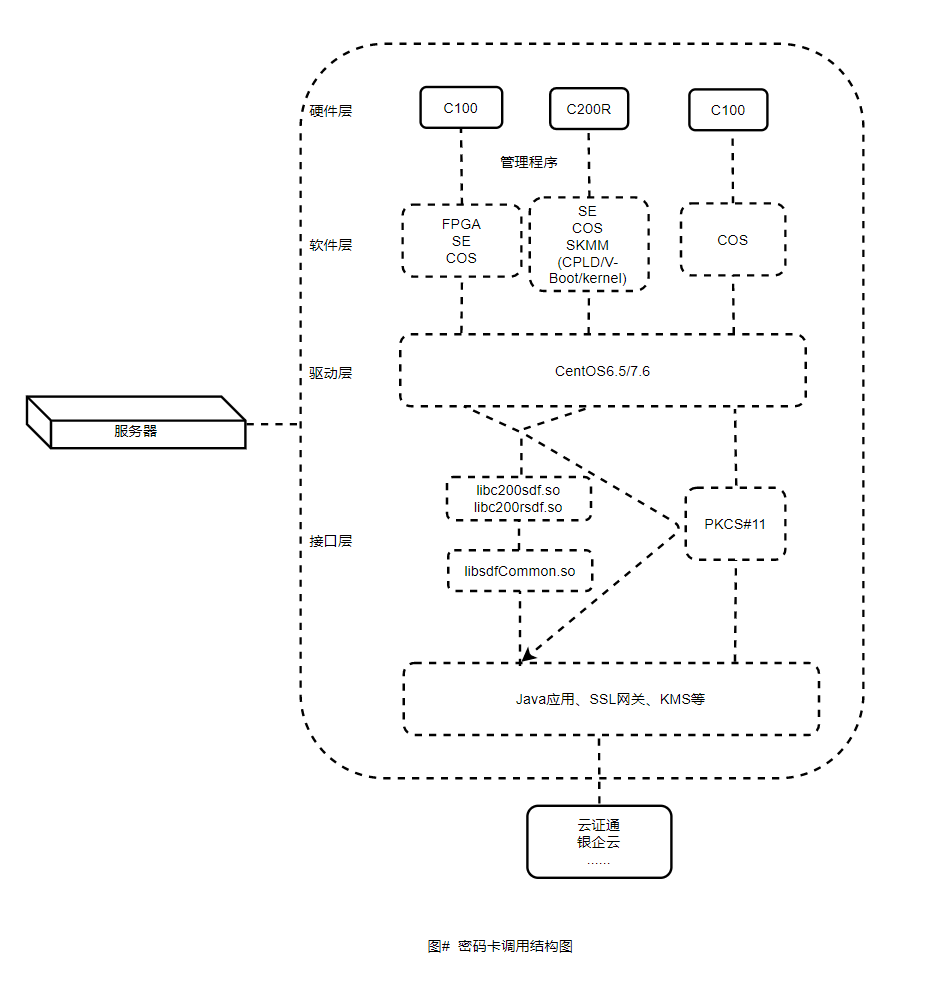 硬件层
C100
C200R
C100
管理程序
软件层
FPGA
SE
COS
SE
COS
SKMM
(CPLD/V-
Boot/kernel)
COS
驱动层
CentOS6.5/7.6
服务器
接口层
libc200sdf.so
libc200rsdf.so
PKCS#11
libsdfCommon.so
Java应用、SSL网关、KMS等
云证通
银企云
......
图# 密码卡调用结构图